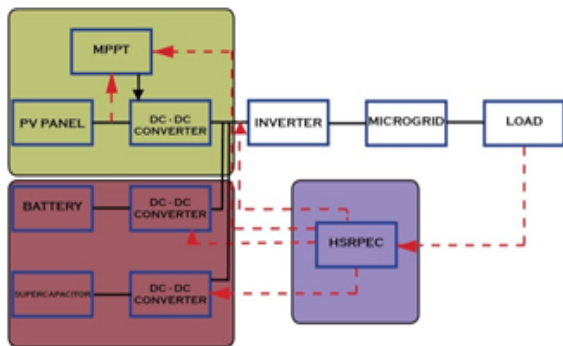 MPPT
PV PANEL
DC - DC
CONVERTER
INVERTER
MICROGRID
LOAD
BATTERY
DC - DC
CONVERTER
HSRPEC
SUPERCAPACITOR
DC - DC
CONVERTER